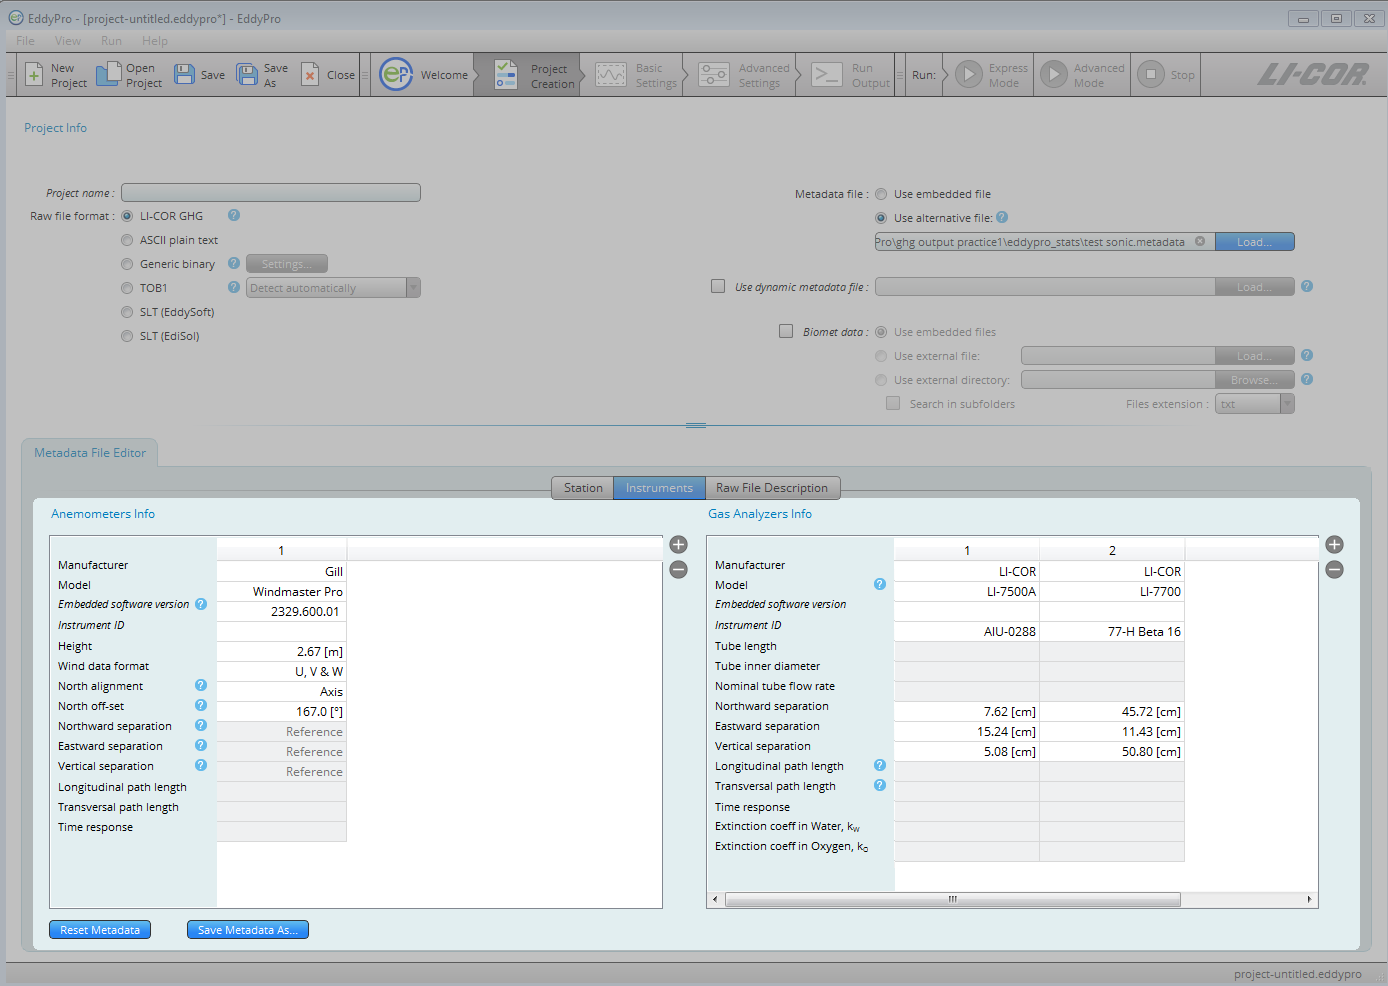 EddyPro - [project-untitled.eddypro*] - EddyPro
File View Run Help
New Project
Open Project
Save
Save As
Close
Welcome
Project Creation
Basic Settings
Advanced Settings
Run Output
Run:
Express Mode
Advanced Mode
Stop
LI-COR
Project Info
Project name :
Raw file format : LI-COR GHG ?
ASCII plain text
Generic binary ? Settings...
TOB1 ? Detect automatically
SLT (EddySoft)
SLT (EdiSol)
Metadata file : Use embedded file
Use alternative file: ?
Pro\ghg output practice1\eddypro_stats\test sonic.metadata Load...
Use dynamic metadata file : Load... ?
Biomet data : Use embedded files
Use external file: Load... ?
Use external directory: Browse... ?
Search in subfolders Files extension : txt
Metadata File Editor
Station Instruments Raw File Description
Anemometers Info
1
Manufacturer Gill
Model Windmaster Pro
Embedded software version ? 2329.600.01
Instrument ID
Height 2.67 [m]
Wind data format U, V & W
North alignment ? Axis
North off-set ? 167.0 [°]
Northward separation ? Reference
Eastward separation ? Reference
Vertical separation ? Reference
Longitudinal path length
Transversal path length
Time response
Gas Analyzers Info
1 2
Manufacturer LI-COR LI-COR
Model ? LI-7500A LI-7700
Embedded software version
Instrument ID AIU-0288 77-H Beta 16
Tube length
Tube inner diameter
Nominal tube flow rate
Northward separation 7.62 [cm] 45.72 [cm]
Eastward separation 15.24 [cm] 11.43 [cm]
Vertical separation 5.08 [cm] 50.80 [cm]
Longitudinal path length ?
Transversal path length ?
Time response
Extinction coeff in Water, kw
Extinction coeff in Oxygen, ko
Reset Metadata Save Metadata As...
project-untitled.eddypro